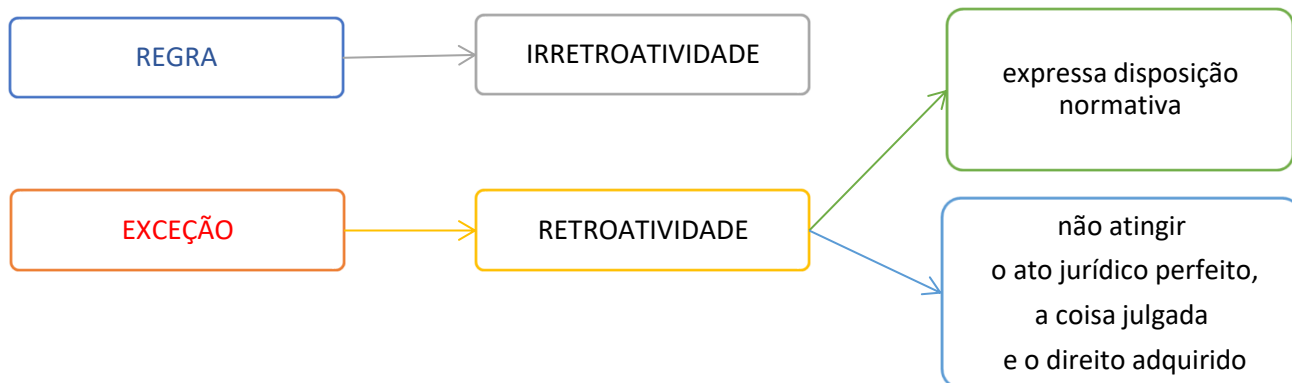 REGRA
IRRETROATIVIDADE
expressa disposição
normativa
EXCEÇÃO
RETROATIVIDADE
não atingir
o ato jurídico perfeito,
a coisa julgada
e o direito adquirido